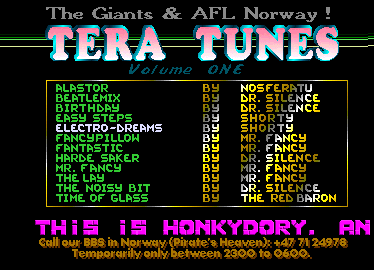 The Giants & AFL Norway !
TERA TUNES
Volume ONE
ALASTOR BY NOSFERATU
BEATLEMIX BY DR. SILENCE
BIRTHDAY BY DR. SILENCE
EASY STEPS BY SHORTY
ELECTRO-DREAMS BY SHORTY
FANCYPILLOW BY MR. FANCY
FANTASTIC BY MR. FANCY
HARDE SAKER BY DR. SILENCE
MR. FANCY BY MR. FANCY
THE LAY BY MR. FANCY
THE NOISY BIT BY DR. SILENCE
TIME OF GLASS BY THE RED BARON
THIS IS HONKYDORY. AN
Call our BBS in Norway (Pirate's Heaven): +47 71 24978
Temporarily only between 2300 to 0600.